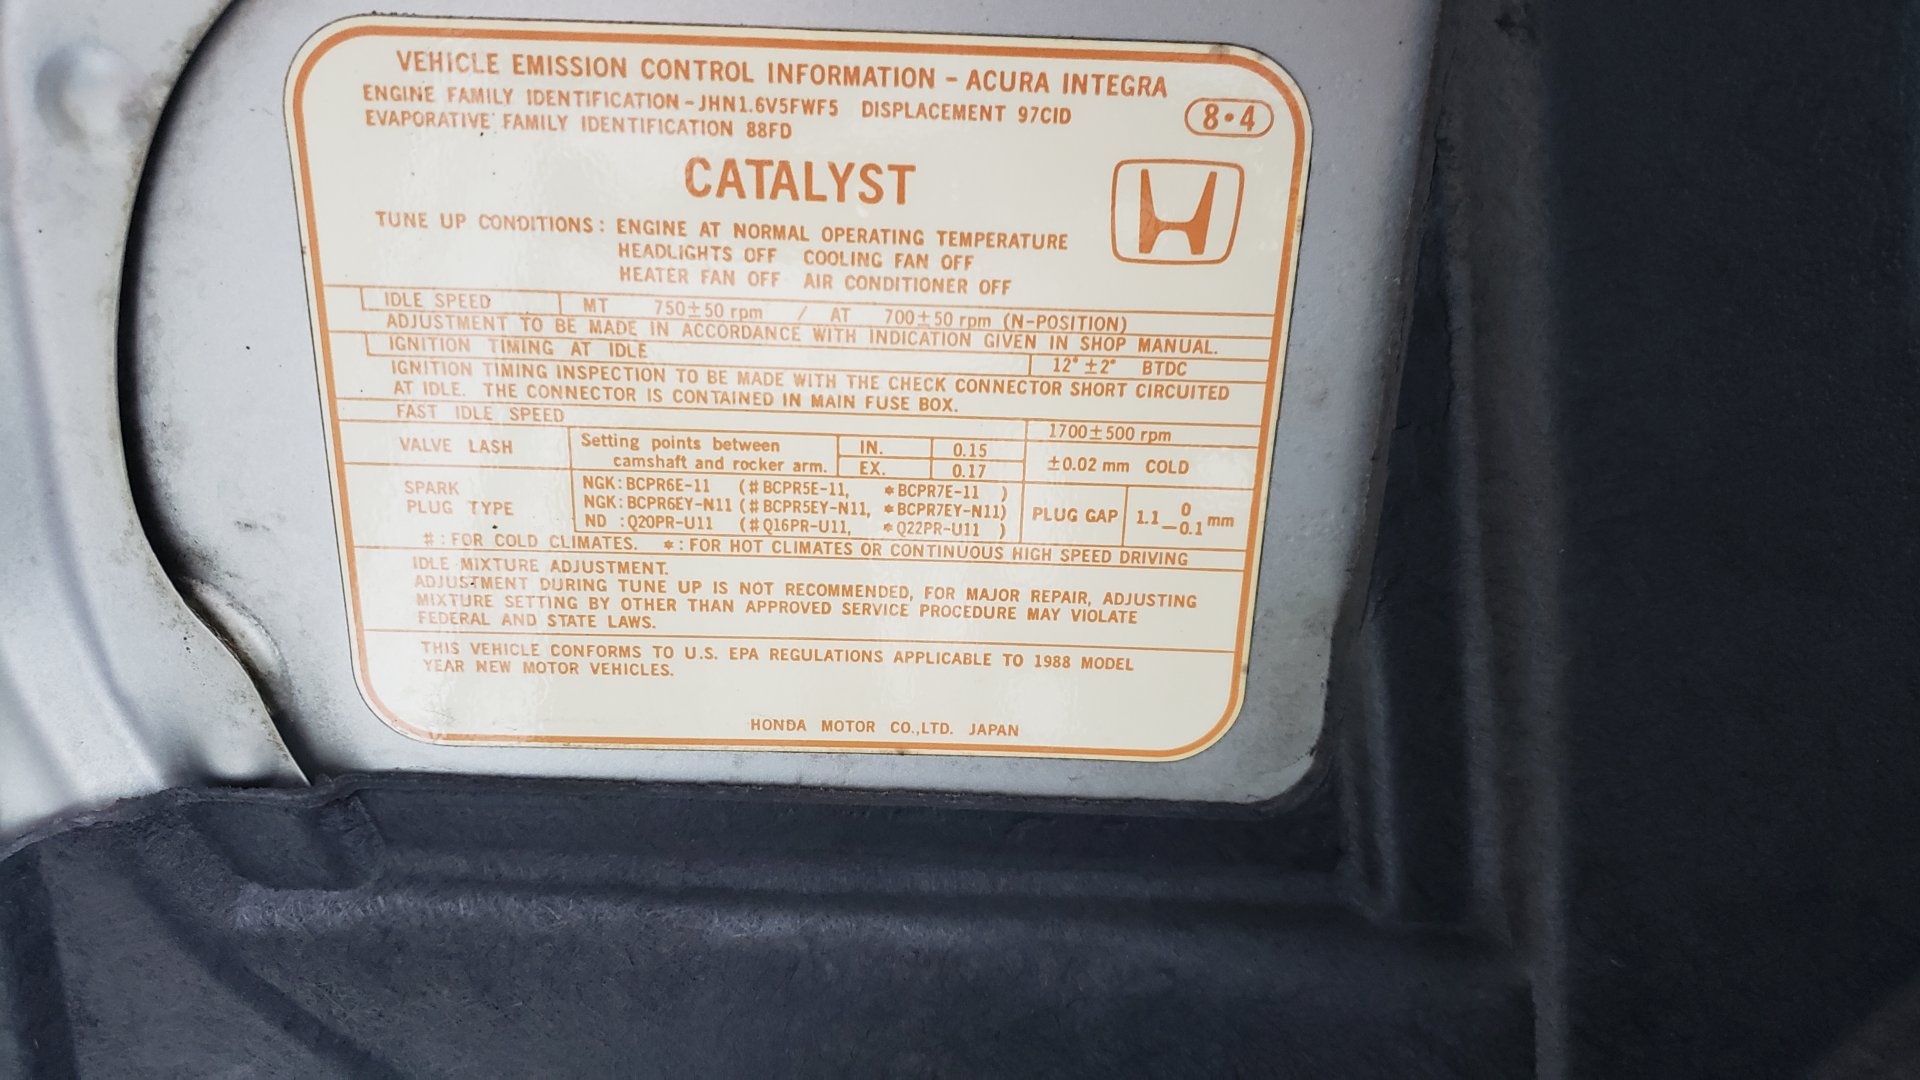 VEHICLE EMISSION CONTROL INFORMATION - ACURA INTEGRA
ENGINE FAMILY IDENTIFICATION-JHN1.6V5FWF5 DISPLACEMENT 97CID
8•4
EVAPORATIVE FAMILY IDENTIFICATION 88FD
CATALYST
TUNE UP CONDITIONS: ENGINE AT NORMAL OPERATING TEMPERATURE
HEADLIGHTS OFF COOLING FAN OFF
HEATER FAN OFF AIR CONDITIONER OFF
IDLE SPEED MT 750±50 rpm / AT 700±50 rpm (N-POSITION)
ADJUSTMENT TO BE MADE IN ACCORDANCE WITH INDICATION GIVEN IN SHOP MANUAL.
IGNITION TIMING AT IDLE 12°±2° BTDC
IGNITION TIMING INSPECTION TO BE MADE WITH THE CHECK CONNECTOR SHORT CIRCUITED
AT IDLE. THE CONNECTOR IS CONTAINED IN MAIN FUSE BOX.
FAST IDLE SPEED 1700±500 rpm
VALVE LASH Setting points between IN. 0.15 ±0.02 mm COLD
camshaft and rocker arm. EX. 0.17
SPARK NGK:BCPR6E-11 (#BCPR5E-11, *BCPR7E-11 )
PLUG TYPE NGK:BCPR6EY-N11 (#BCPR5EY-N11, *BCPR7EY-N11) PLUG GAP 1.1 0 -0.1 mm
ND :Q20PR-U11 (#Q16PR-U11, *Q22PR-U11 )
#:FOR COLD CLIMATES. *:FOR HOT CLIMATES OR CONTINUOUS HIGH SPEED DRIVING
IDLE MIXTURE ADJUSTMENT.
ADJUSTMENT DURING TUNE UP IS NOT RECOMMENDED, FOR MAJOR REPAIR, ADJUSTING
MIXTURE SETTING BY OTHER THAN APPROVED SERVICE PROCEDURE MAY VIOLATE
FEDERAL AND STATE LAWS.
THIS VEHICLE CONFORMS TO U.S. EPA REGULATIONS APPLICABLE TO 1988 MODEL
YEAR NEW MOTOR VEHICLES.
HONDA MOTOR CO.,LTD. JAPAN